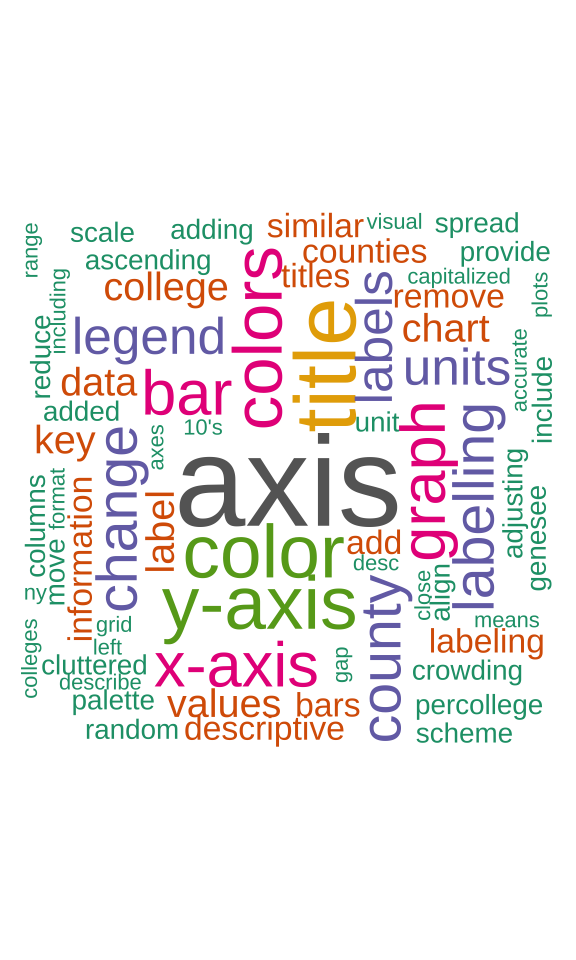 range
scale
adding
similar
visual
spread
ascending
colors
titles
counties
provide
including
college
title
labels
capitalized
remove
plots
reduce
legend
chart
accurate
data
bar
units
include
added
10's
unit
key
change
axes
axis
graph
labelling
columns
format
information
label
adjusting
genesee
move
color
add
desc
ny
y-axis
county
close
align
grid
means
colleges
left
labeling
cluttered
x-axis
gap
crowding
describe
palette
values
bars
percollege
random
descriptive
scheme